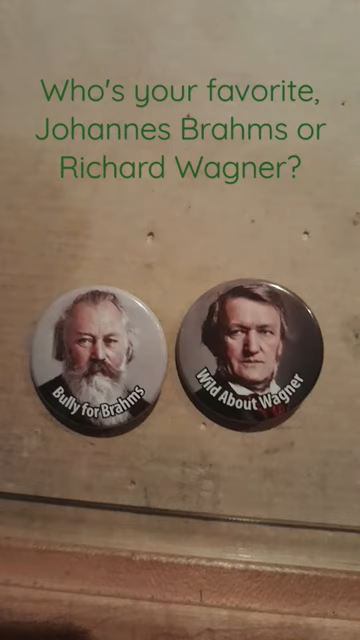 Who's your favorite,
Johannes Brahms or
Richard Wagner?
Bully for Brahms
Wild About Wagner